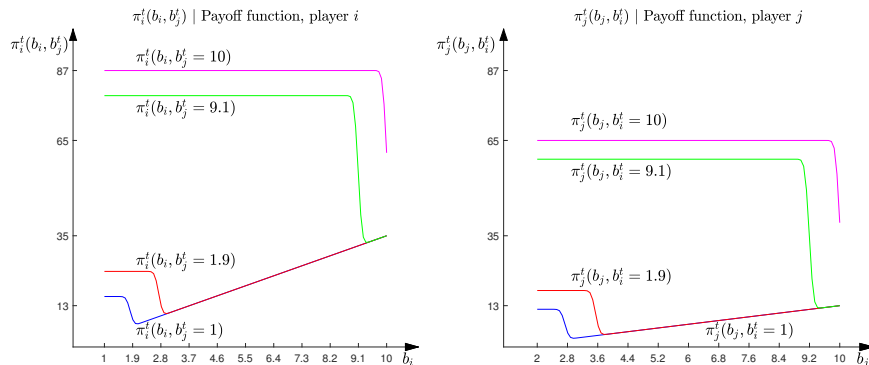 π_i^t(b_i, b_j^t) | Payoff function, player i
π_i^t(b_i, b_j^t)
87
65
35
13
π_i^t(b_i, b_j^t = 10)
π_i^t(b_i, b_j^t = 9.1)
π_i^t(b_i, b_j^t = 1.9)
π_i^t(b_i, b_j^t = 1)
1 1.9 2.8 3.7 4.6 5.5 6.4 7.3 8.2 9.1 10
b_i
π_j^t(b_j, b_i^t) | Payoff function, player j
π_j^t(b_j, b_i^t)
87
65
35
13
π_j^t(b_j, b_i^t = 10)
π_j^t(b_j, b_i^t = 9.1)
π_j^t(b_j, b_i^t = 1.9)
π_j^t(b_j, b_i^t = 1)
2 2.8 3.6 4.4 5.2 6 6.8 7.6 8.4 9.2 10
b_i